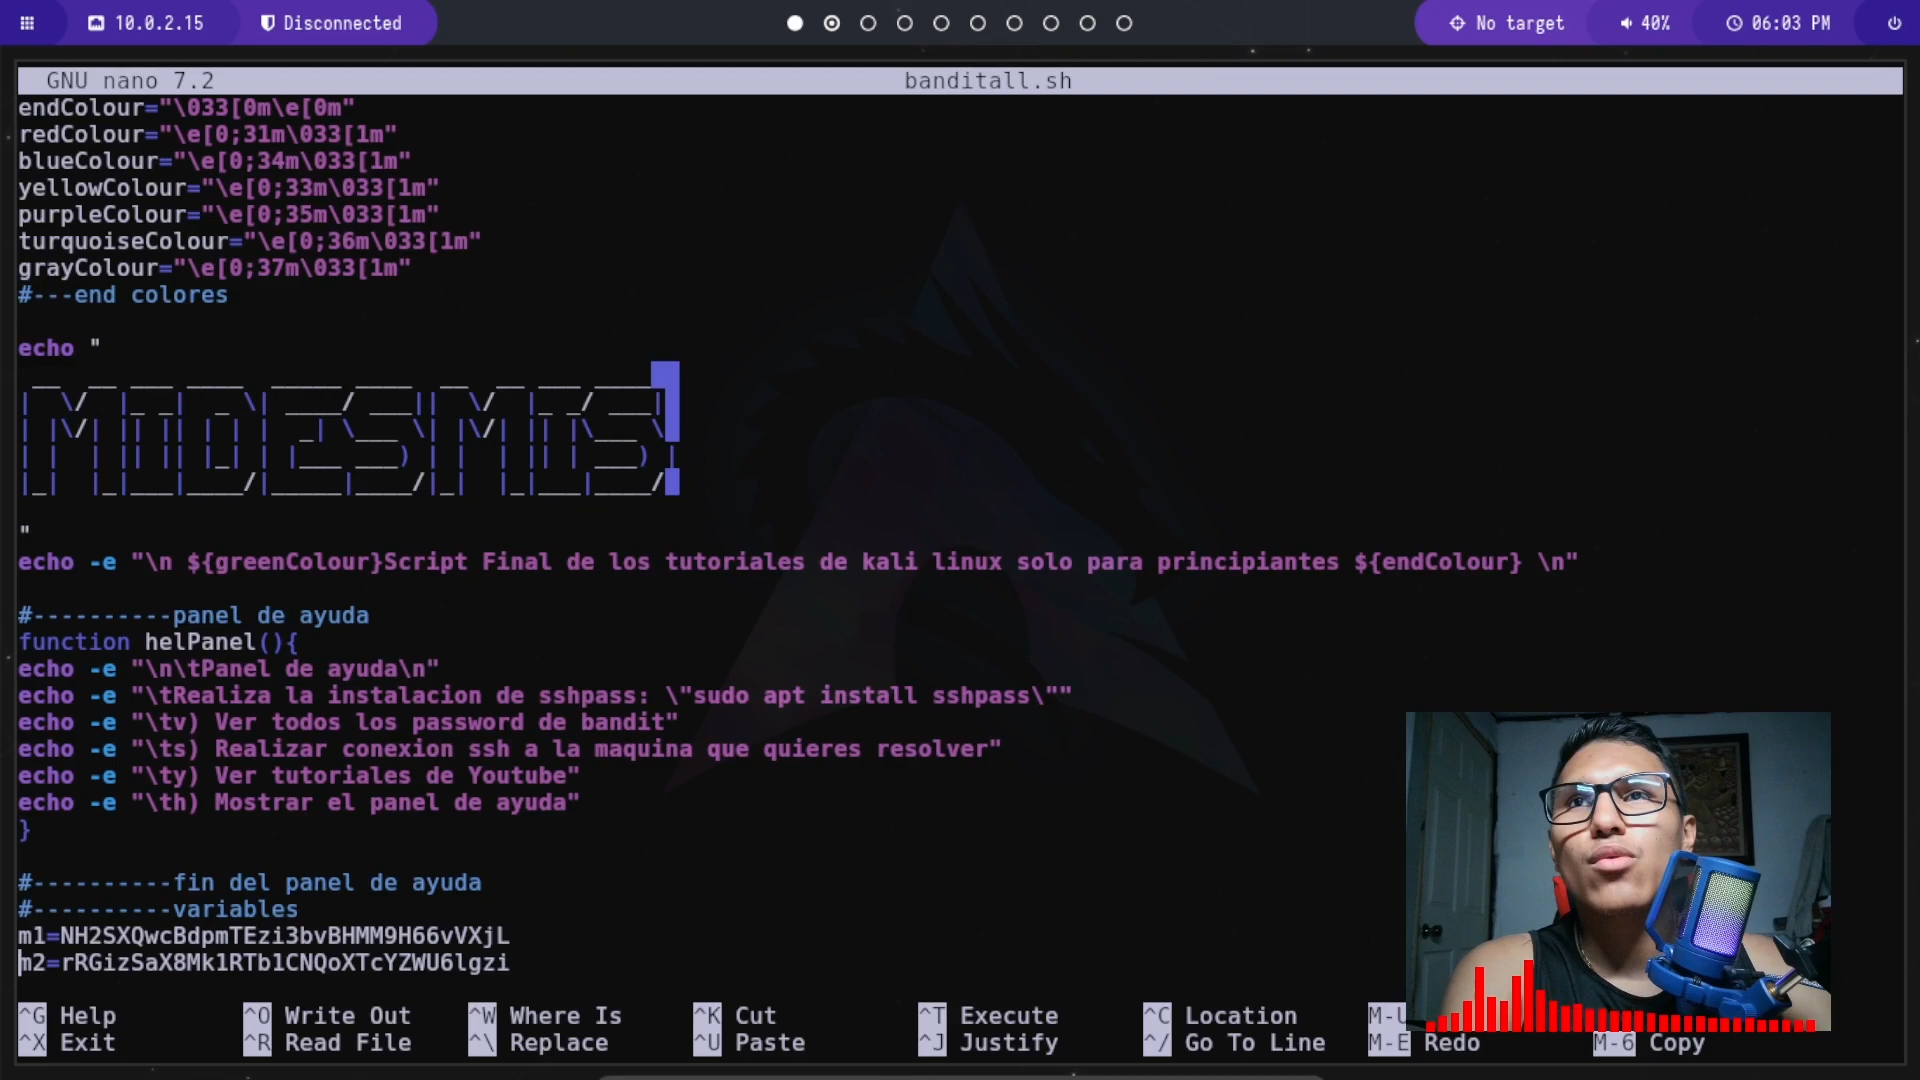 10.0.2.15 Disconnected No target 40% 06:03 PM
GNU nano 7.2 banditall.sh
endColour="\033[0m\e[0m"
redColour="\e[0;31m\033[1m"
blueColour="\e[0;34m\033[1m"
yellowColour="\e[0;33m\033[1m"
purpleColour="\e[0;35m\033[1m"
turquoiseColour="\e[0;36m\033[1m"
grayColour="\e[0;37m\033[1m"
#---end colores
echo "
MIDESMIS
"
echo -e "\n ${greenColour}Script Final de los tutoriales de kali linux solo para principiantes ${endColour} \n"
#----------panel de ayuda
function helPanel(){
echo -e "\n\tPanel de ayuda\n"
echo -e "\tRealiza la instalacion de sshpass: \"sudo apt install sshpass\""
echo -e "\tv) Ver todos los password de bandit"
echo -e "\ts) Realizar conexion ssh a la maquina que quieres resolver"
echo -e "\ty) Ver tutoriales de Youtube"
echo -e "\th) Mostrar el panel de ayuda"
}
#----------fin del panel de ayuda
#----------variables
m1=NH2SXQwcBdpmTEzi3bvBHMM9H66vVXjL
m2=rRGizSaX8Mk1RTb1CNQoXTcYZWU6lgzi
^G Help ^O Write Out ^W Where Is ^K Cut ^T Execute ^C Location M-U
^X Exit ^R Read File ^\ Replace ^U Paste ^J Justify ^/ Go To Line M-E Redo M-6 Copy